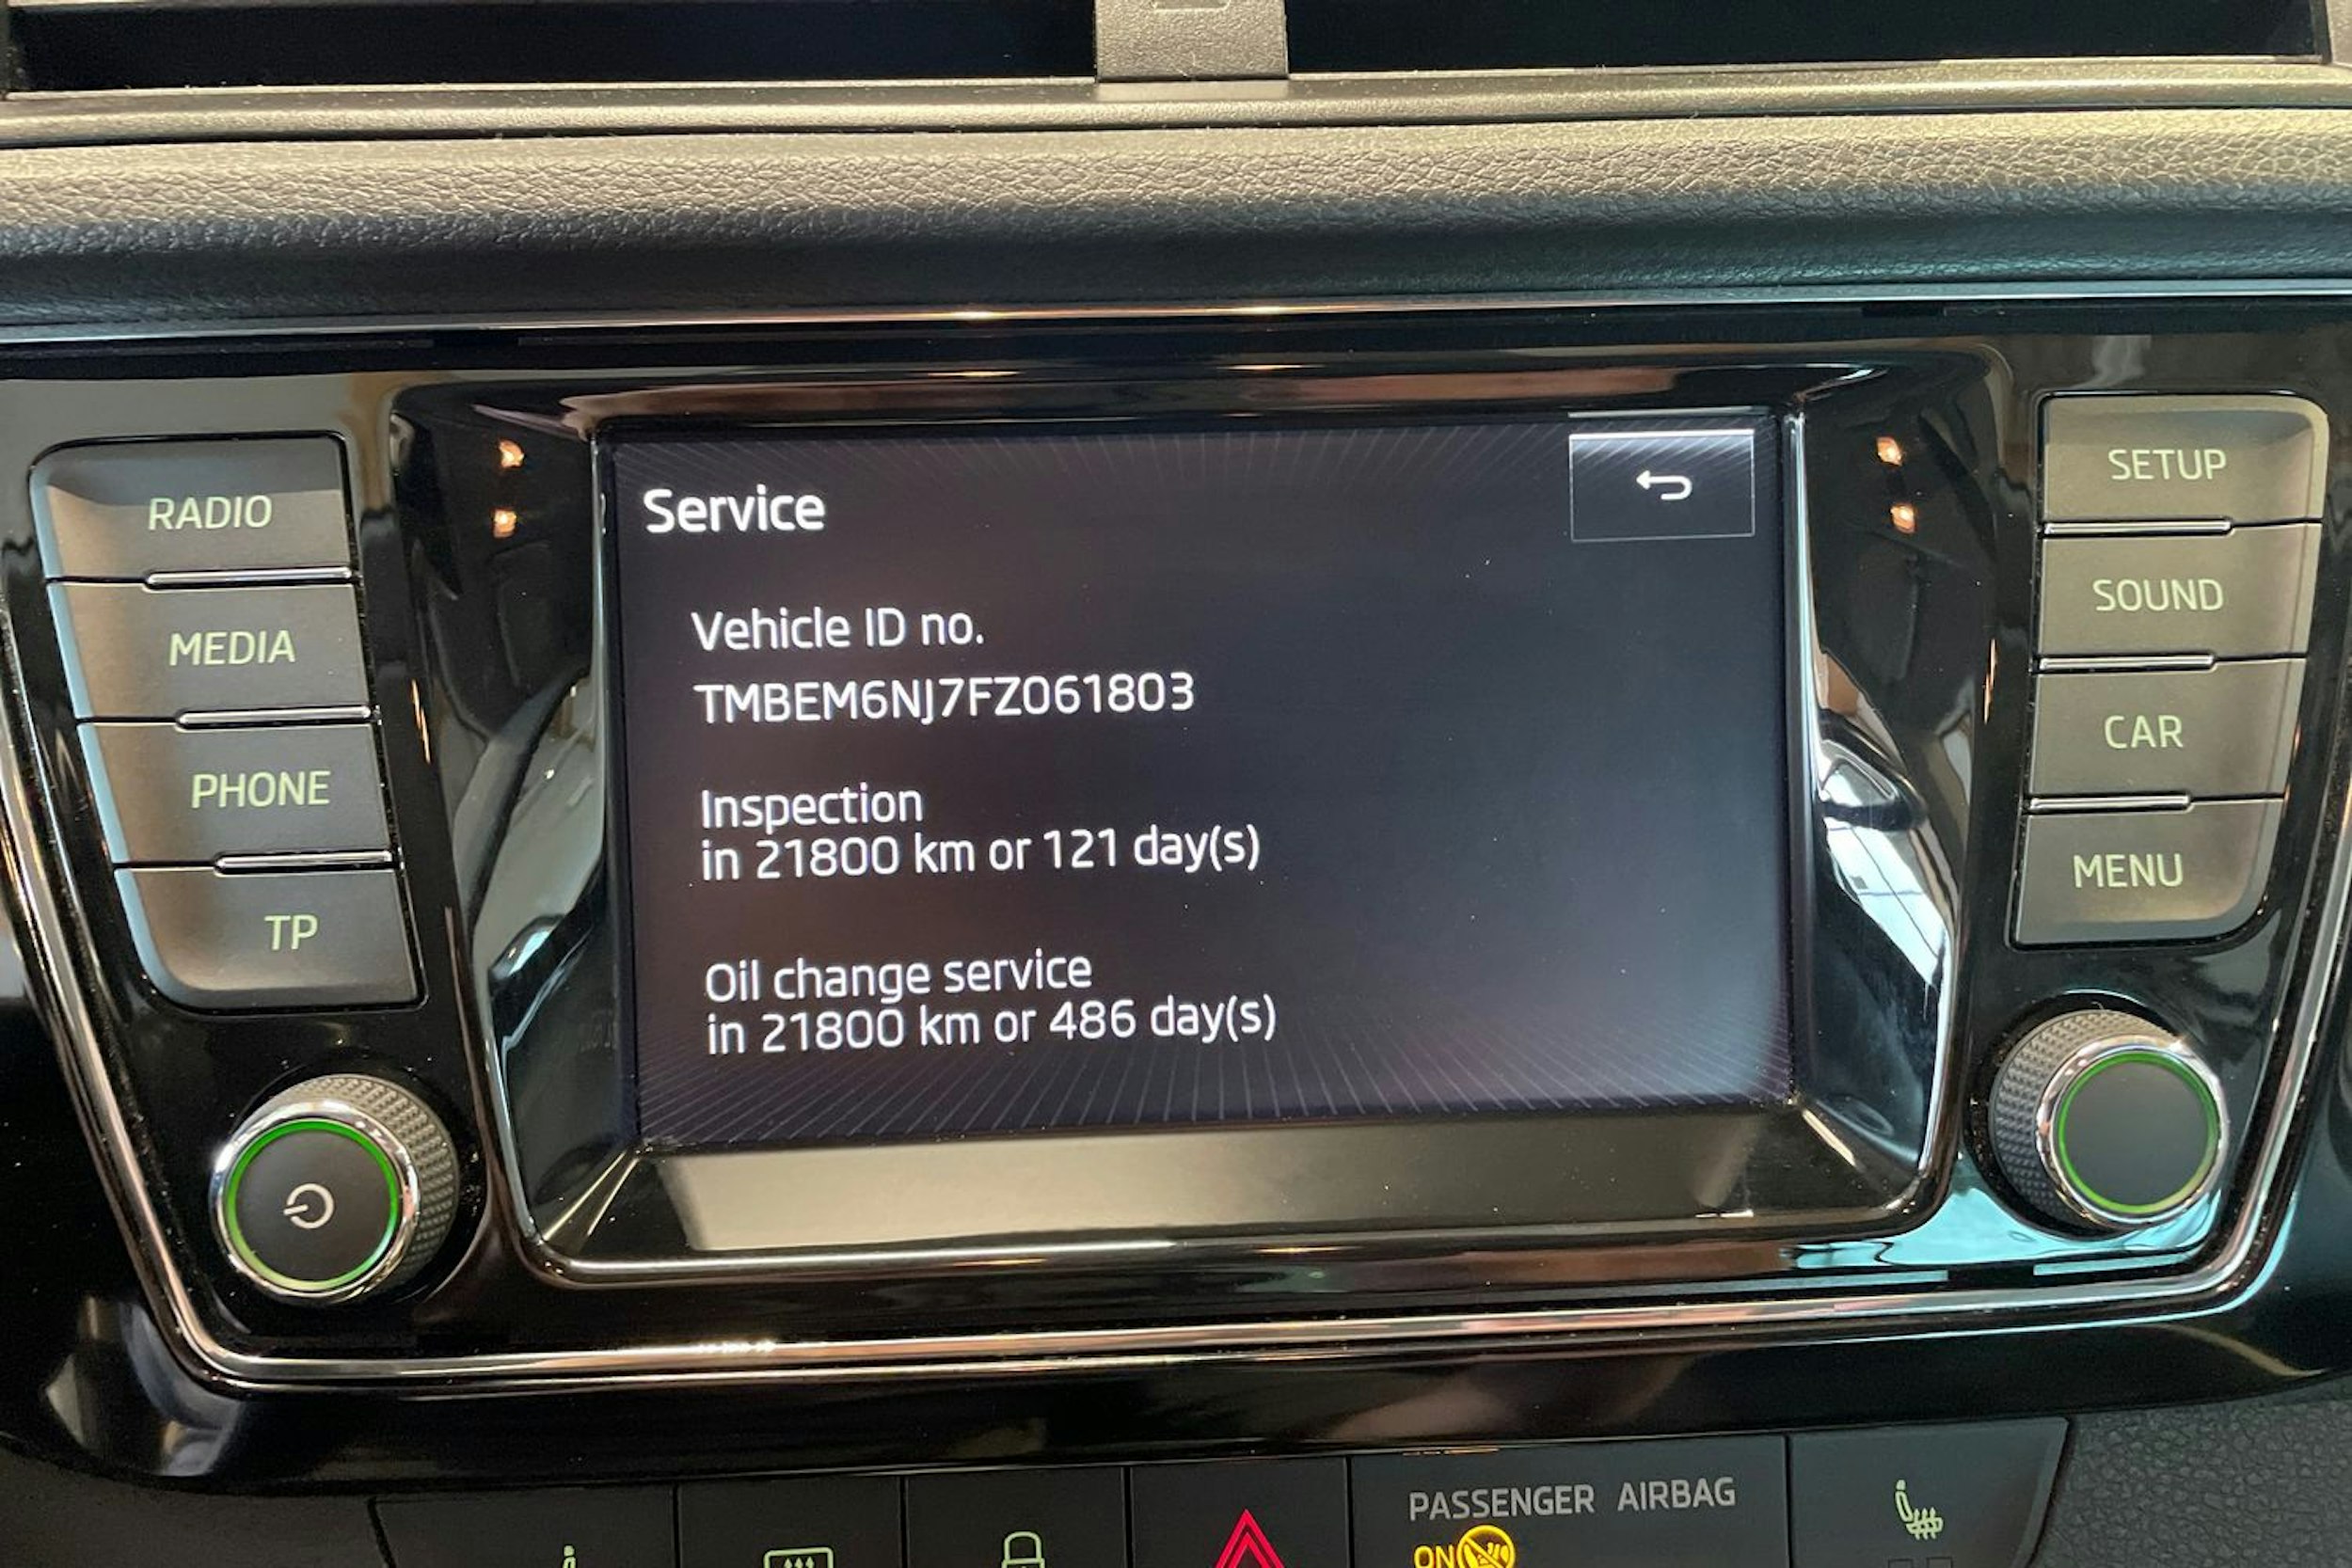 RADIO
MEDIA
PHONE
TP
Service
Vehicle ID no.
TMBEM6NJ7FZ061803
Inspection
in 21800 km or 121 day(s)
Oil change service
in 21800 km or 486 day(s)
SETUP
SOUND
CAR
MENU
PASSENGER AIRBAG
ON